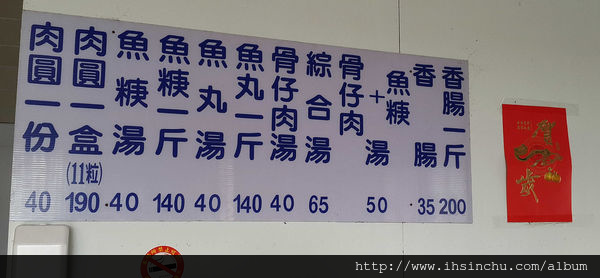 肉圓一份 40
肉圓一盒(11粒) 190
魚糖湯 40
魚糖一斤 140
魚丸湯 40
魚丸一斤 140
骨仔肉湯 40
綜合湯 65
骨仔肉+魚糖湯 50
香腸 35
香腸一斤 200
http://www.ihsinchu.com/album